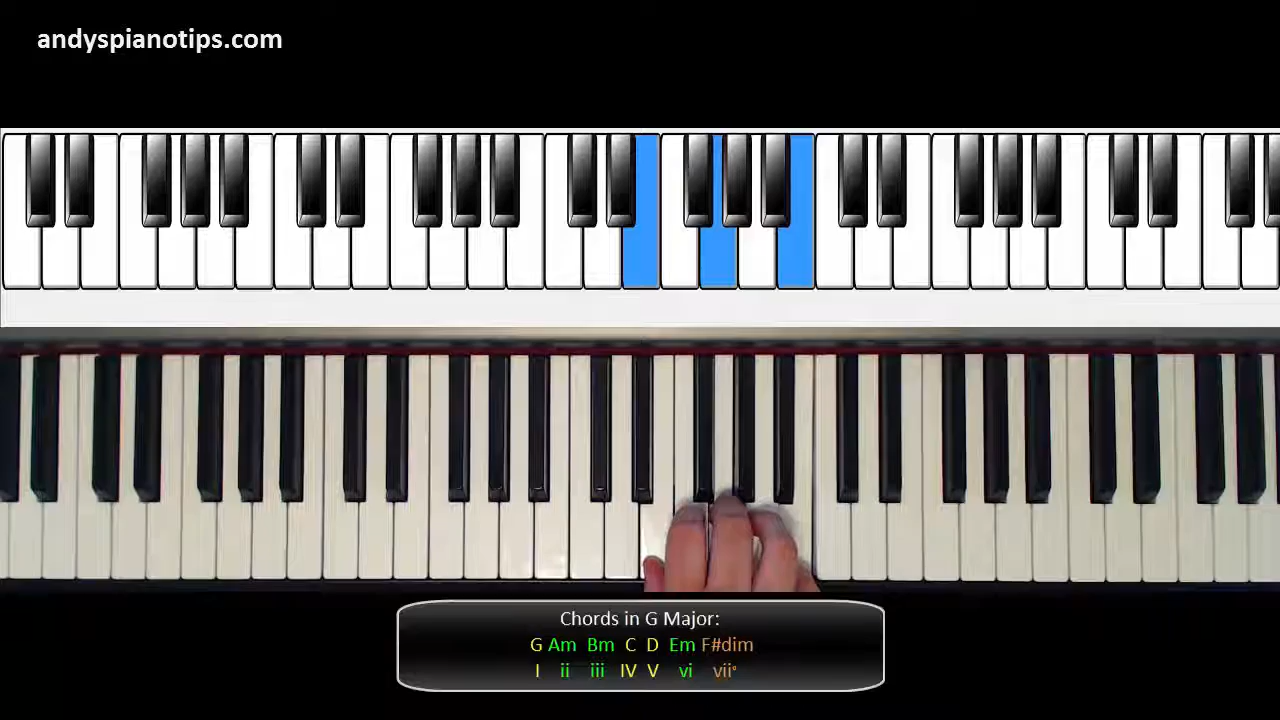 andyspianotips.com
Chords in G Major:
G Am Bm C D Em F#dim
I ii iii IV V vi vii°